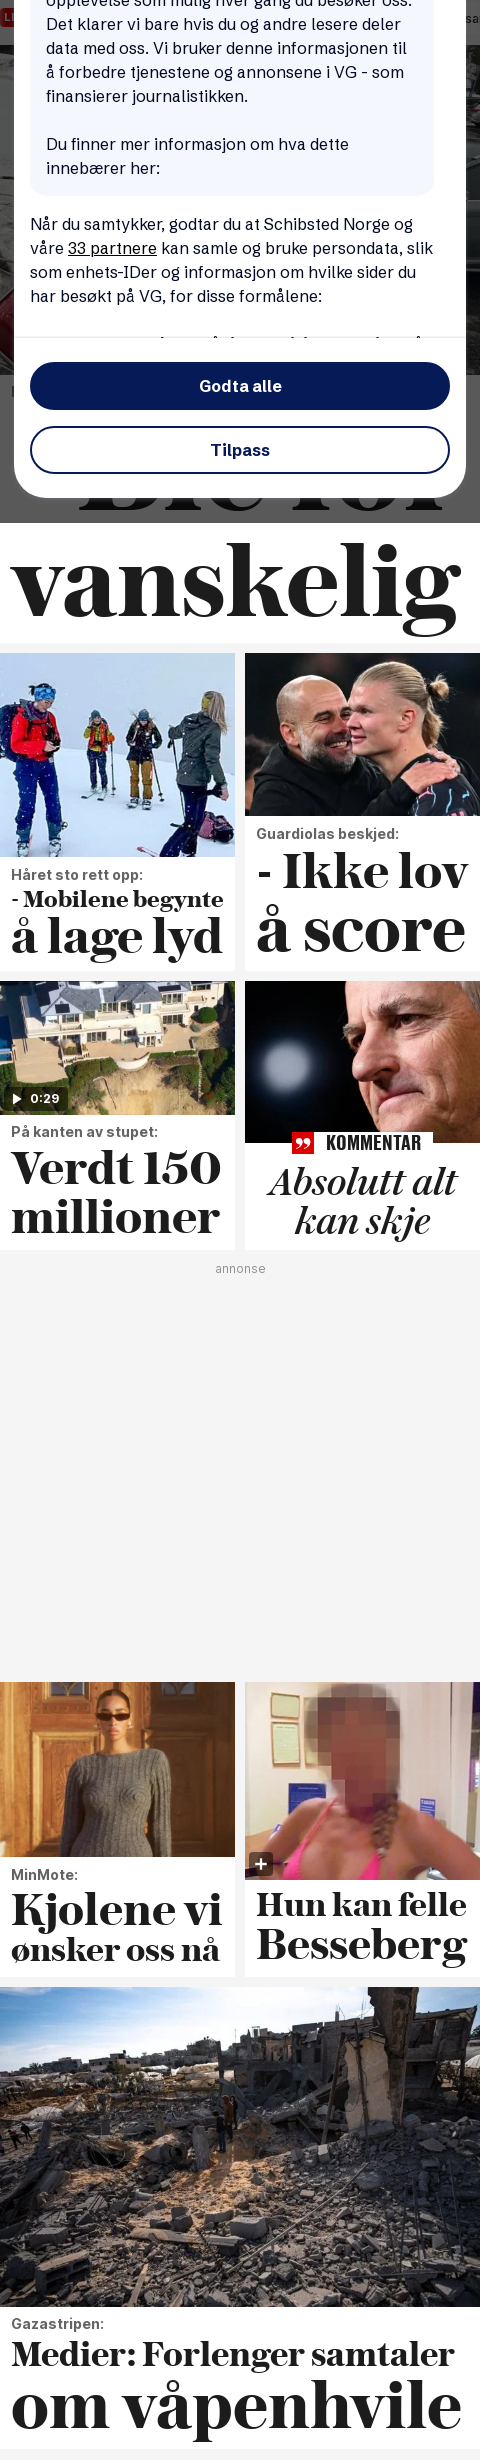 opplevelse som mulig hver gang du besøker oss.
Det klarer vi bare hvis du og andre lesere deler
data med oss. Vi bruker denne informasjonen til
å forbedre tjenestene og annonsene i VG - som
finansierer journalistikken.
Du finner mer informasjon om hva dette
innebærer her:
Når du samtykker, godtar du at Schibsted Norge og
våre 33 partnere kan samle og bruke persondata, slik
som enhets-IDer og informasjon om hvilke sider du
har besøkt på VG, for disse formålene:
Godta alle
Tilpass
Ble for
vanskelig
Håret sto rett opp:
- Mobilene begynte
å lage lyd
Guardiolas beskjed:
- Ikke lov
å score
0:29
På kanten av stupet:
Verdt 150
millioner
KOMMENTAR
Absolutt alt
kan skje
annonse
MinMote:
Kjolene vi
ønsker oss nå
Hun kan felle
Besseberg
Gazastripen:
Medier: Forlenger samtaler
om våpenhvile